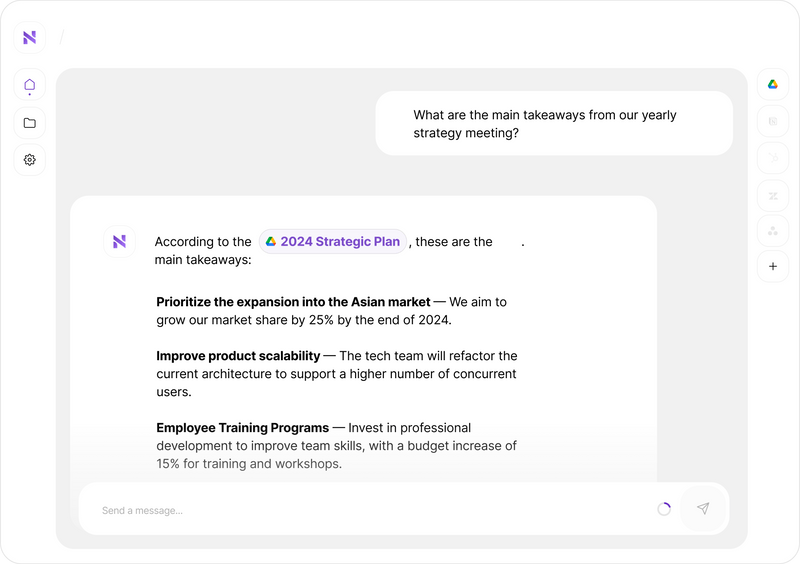 What are the main takeaways from our yearly
strategy meeting?
According to the 2024 Strategic Plan , these are the .
main takeaways:
Prioritize the expansion into the Asian market — We aim to
grow our market share by 25% by the end of 2024.
Improve product scalability — The tech team will refactor the
current architecture to support a higher number of concurrent
users.
Employee Training Programs — Invest in professional
development to improve team skills, with a budget increase of
15% for training and workshops.
Send a message...